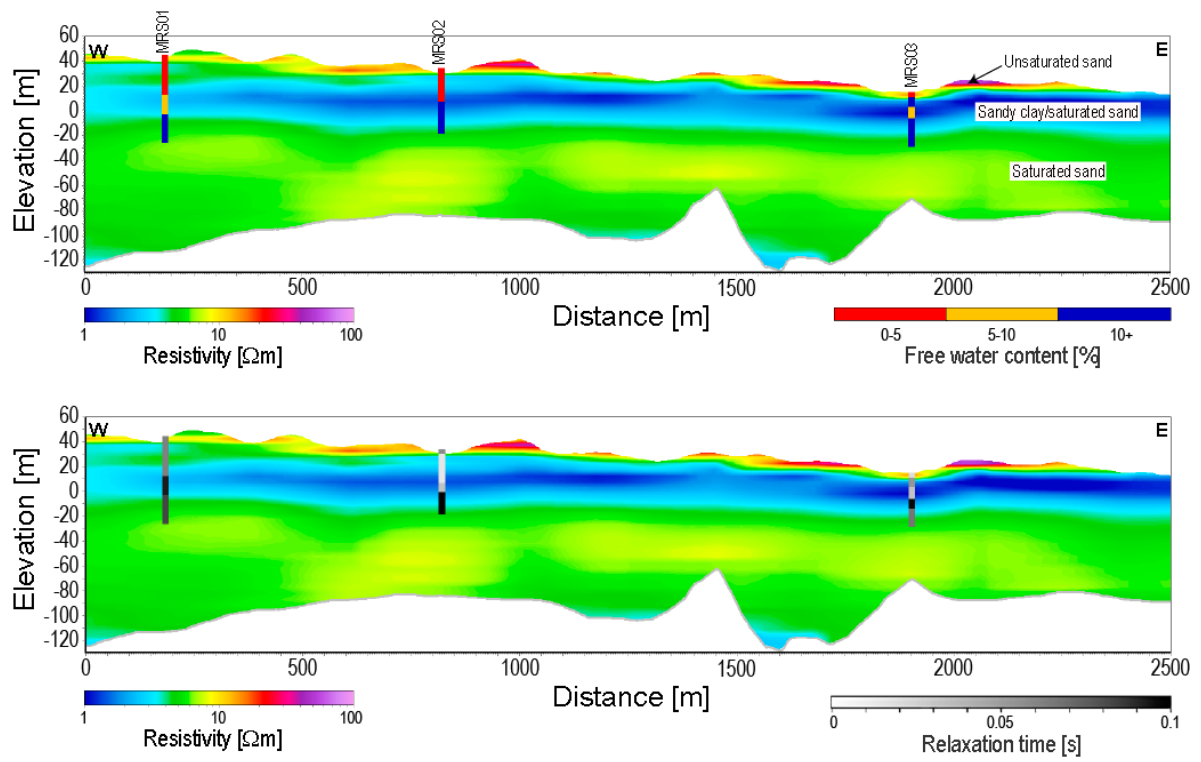 60
40
20
0
-20
-40
-60
-80
-100
-120
Elevation [m]
W
E
MRS01
MRS02
MRS03
Unsaturated sand
Sandy clay/saturated sand
Saturated sand
0 500 1000 1500 2000 2500
Distance [m]
1 10 100
Resistivity [Ωm]
0-5 5-10 10+
Free water content [%]
60
40
20
0
-20
-40
-60
-80
-100
-120
Elevation [m]
W
E
0 500 1000 1500 2000 2500
Distance [m]
1 10 100
Resistivity [Ωm]
0 0.05 0.1
Relaxation time [s]